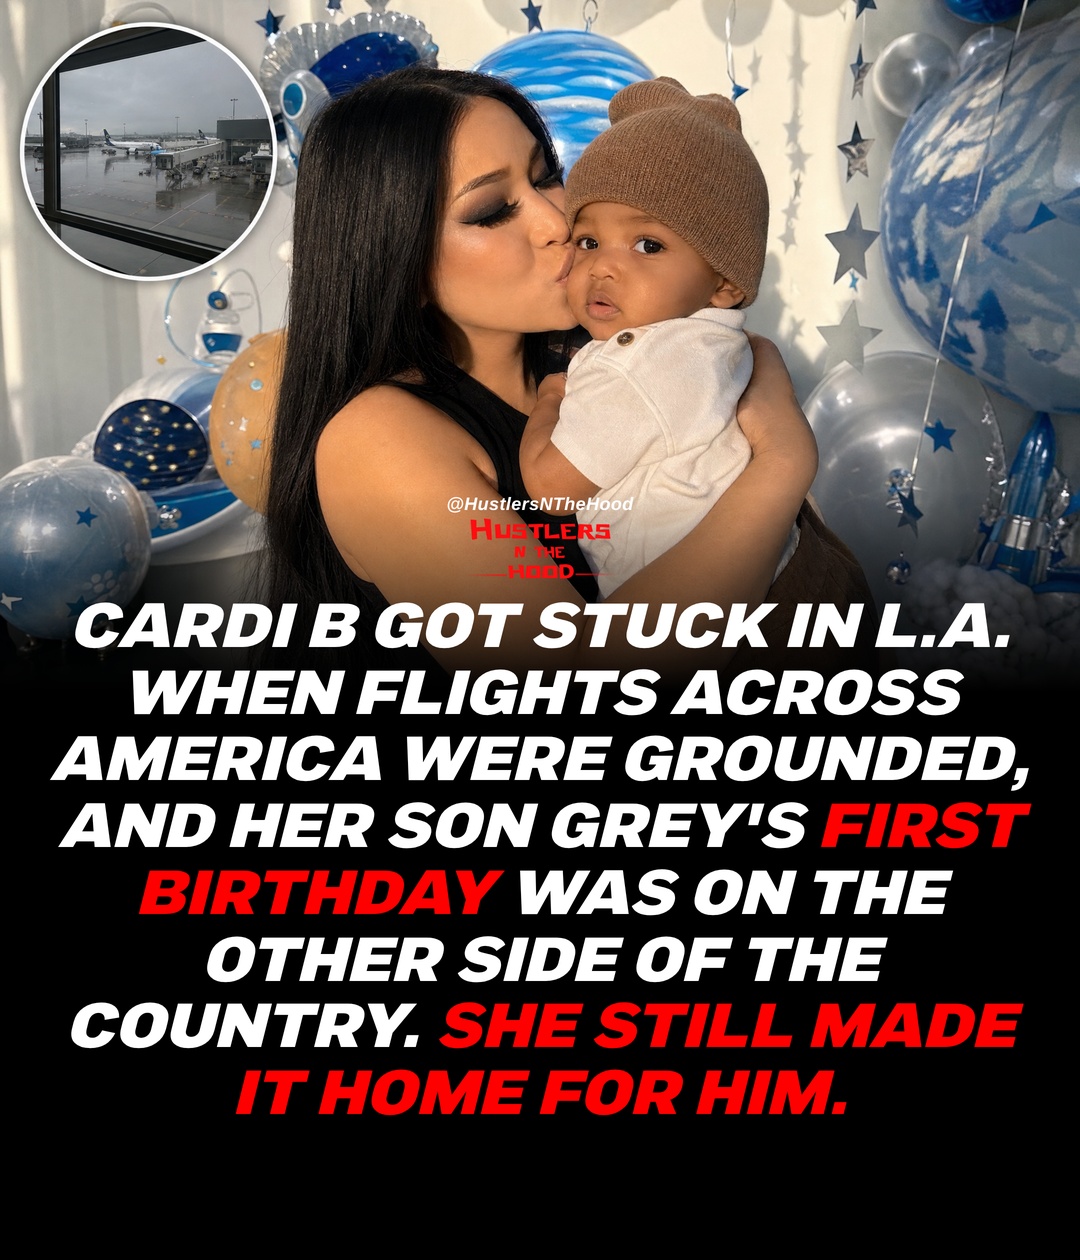 @HustlersNTheHood
HUSTLERS
N THE
HOOD
CARDI B GOT STUCK IN L.A.
WHEN FLIGHTS ACROSS
AMERICA WERE GROUNDED,
AND HER SON GREY'S FIRST
BIRTHDAY WAS ON THE
OTHER SIDE OF THE
COUNTRY. SHE STILL MADE
IT HOME FOR HIM.